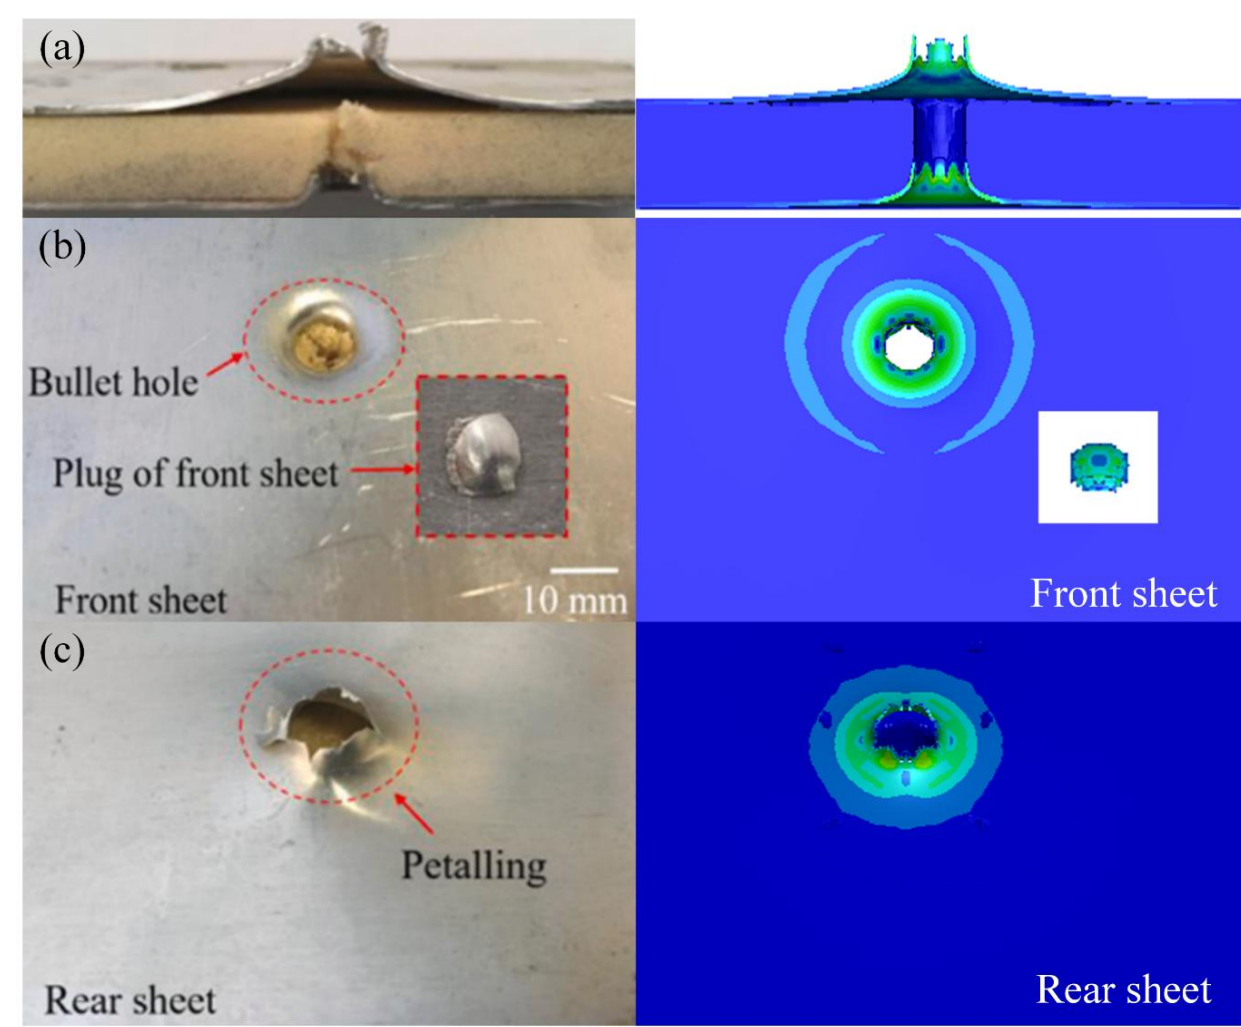 (a)
(b)
Bullet hole
Plug of front sheet
10 mm
Front sheet
Front sheet
(c)
Petalling
Rear sheet
Rear sheet